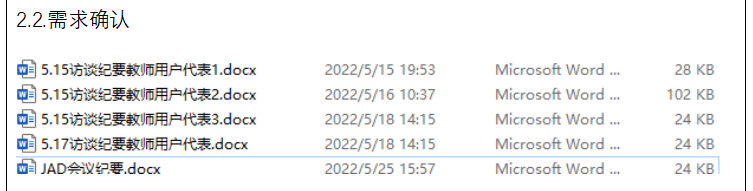 2.2.需求确认
5.15访谈纪要教师用户代表1.docx 2022/5/15 19:53 Microsoft Word ... 28 KB
5.15访谈纪要教师用户代表2.docx 2022/5/16 10:37 Microsoft Word ... 102 KB
5.15访谈纪要教师用户代表3.docx 2022/5/18 14:15 Microsoft Word ... 24 KB
5.17访谈纪要教师用户代表.docx 2022/5/18 14:15 Microsoft Word ... 24 KB
JAD会议纪要.docx 2022/5/25 15:57 Microsoft Word ... 24 KB